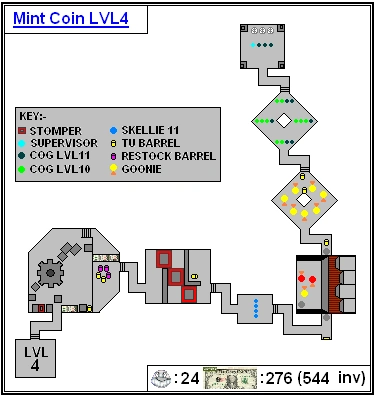 Mint Coin LVL4
KEY:-
STOMPER
SUPERVISOR
COG LVL11
COG LVL10
SKELLIE 11
TU BARREL
RESTOCK BARREL
GOONIE
LVL
4
:24 :276 (544 inv)